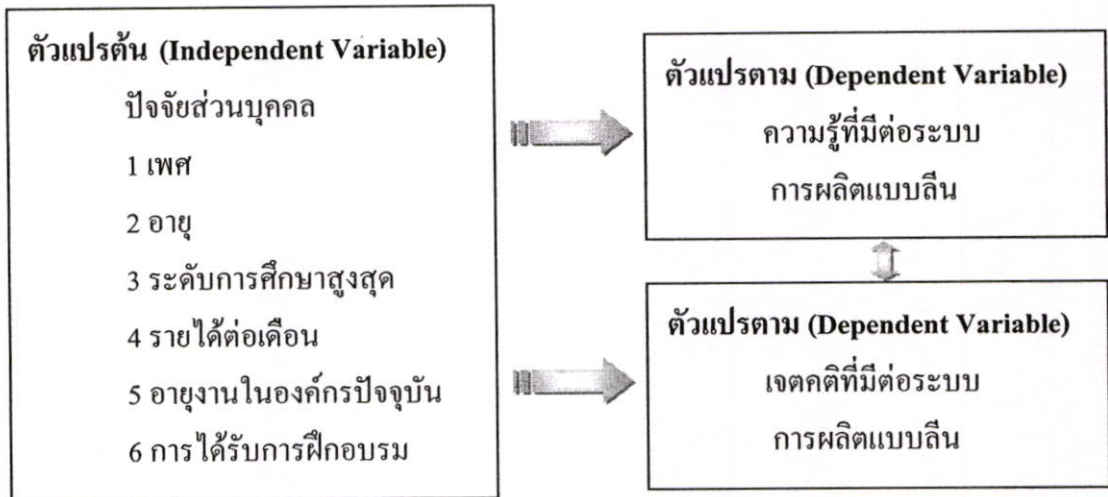 ตัวแปรต้น (Independent Variable)
ปัจจัยส่วนบุคคล
1 เพศ
2 อายุ
3 ระดับการศึกษาสูงสุด
4 รายได้ต่อเดือน
5 อายุงานในองค์กรปัจจุบัน
6 การได้รับการฝึกอบรม
ตัวแปรตาม (Dependent Variable)
ความรู้ที่มีต่อระบบ
การผลิตแบบลีน
ตัวแปรตาม (Dependent Variable)
เจตคติที่มีต่อระบบ
การผลิตแบบลีน